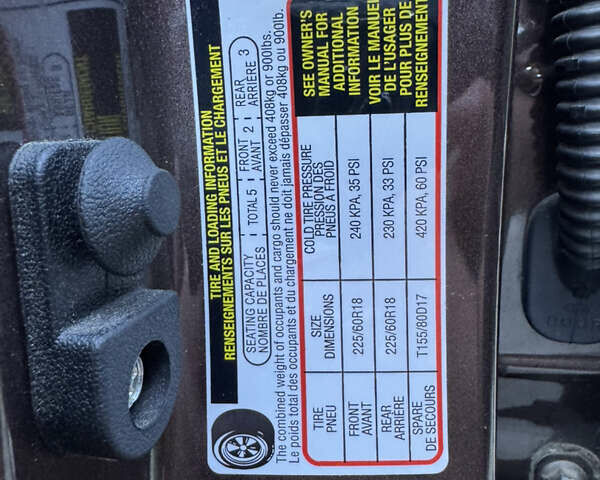 TIRE AND LOADING INFORMATION
RENSEIGNEMENTS SUR LES PNEUS ET LE CHARGEMENT
SEATING CAPACITY TOTAL 5 FRONT 2 REAR 3
NOMBRE DE PLACES AVANT ARRIÈRE
The combined weight of occupants and cargo should never exceed 408kg or 900lbs.
Le poids total des occupants et du chargement ne doit jamais dépasser 408kg ou 900lb.
TIRE SIZE COLD TIRE PRESSURE
PNEU DIMENSIONS PRESSION DES
PNEUS À FROID
FRONT 225/60R18 240 KPA, 35 PSI
AVANT
REAR 225/60R18 230 KPA, 33 PSI
ARRIÈRE
SPARE T155/80D17 420 KPA, 60 PSI
DE SECOURS
SEE OWNER'S
MANUAL FOR
ADDITIONAL
INFORMATION
VOIR LE MANUEL
DE L'USAGER
POUR PLUS DE
RENSEIGNEMENT